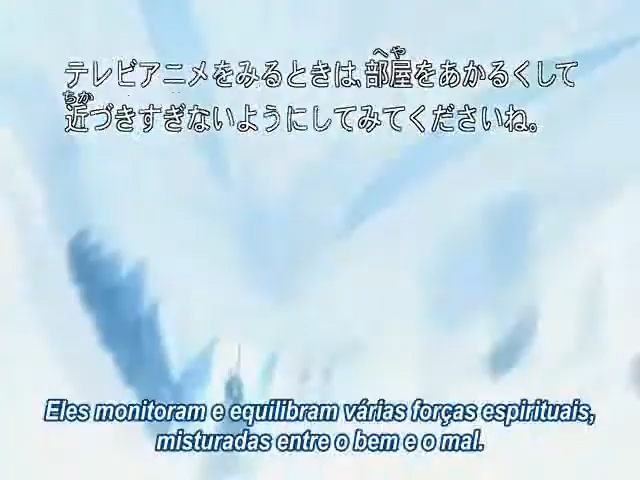 テレビアニメをみるときは、部屋をあかるくして
近づきすぎないようにしてみてくださいね。
Eles monitoram e equilibram várias forças espirituais,
misturadas entre o bem e o mal.